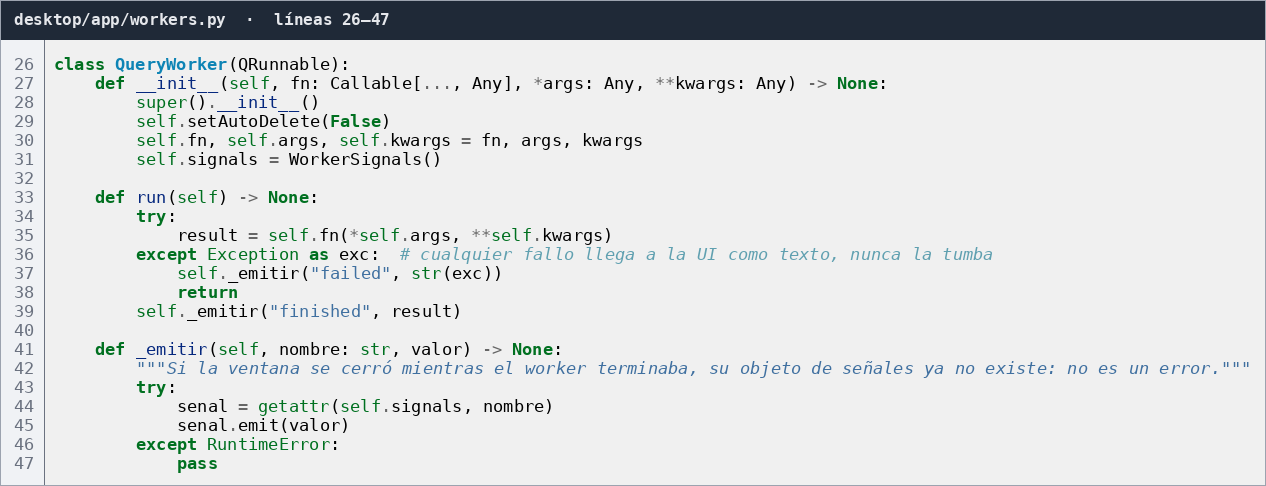 desktop/app/workers.py · líneas 26–47
26 class QueryWorker(QRunnable):
27     def __init__(self, fn: Callable[..., Any], *args: Any, **kwargs: Any) -> None:
28         super().__init__()
29         self.setAutoDelete(False)
30         self.fn, self.args, self.kwargs = fn, args, kwargs
31         self.signals = WorkerSignals()
32
33     def run(self) -> None:
34         try:
35             result = self.fn(*self.args, **self.kwargs)
36         except Exception as exc:  # cualquier fallo llega a la UI como texto, nunca la tumba
37             self._emitir("failed", str(exc))
38             return
39         self._emitir("finished", result)
40
41     def _emitir(self, nombre: str, valor) -> None:
42         """Si la ventana se cerró mientras el worker terminaba, su objeto de señales ya no existe: no es un error."""
43         try:
44             senal = getattr(self.signals, nombre)
45             senal.emit(valor)
46         except RuntimeError:
47             pass